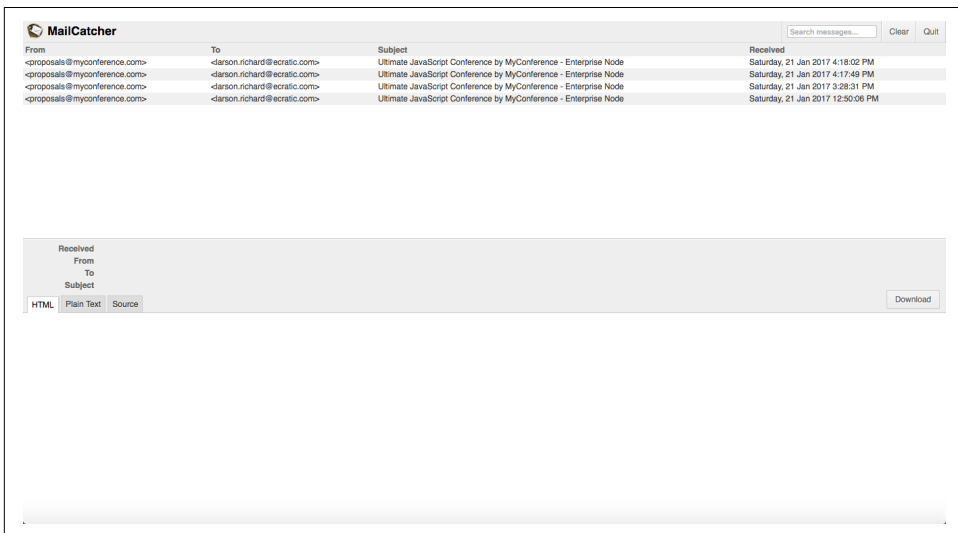 MailCatcher Search messages... Clear Quit
From To Subject Received
<proposals@myconference.com> <larson.richard@ecratic.com> Ultimate JavaScript Conference by MyConference - Enterprise Node Saturday, 21 Jan 2017 4:18:02 PM
<proposals@myconference.com> <larson.richard@ecratic.com> Ultimate JavaScript Conference by MyConference - Enterprise Node Saturday, 21 Jan 2017 4:17:49 PM
<proposals@myconference.com> <larson.richard@ecratic.com> Ultimate JavaScript Conference by MyConference - Enterprise Node Saturday, 21 Jan 2017 3:28:31 PM
<proposals@myconference.com> <larson.richard@ecratic.com> Ultimate JavaScript Conference by MyConference - Enterprise Node Saturday, 21 Jan 2017 12:50:06 PM
Received
From
To
Subject
HTML Plain Text Source Download